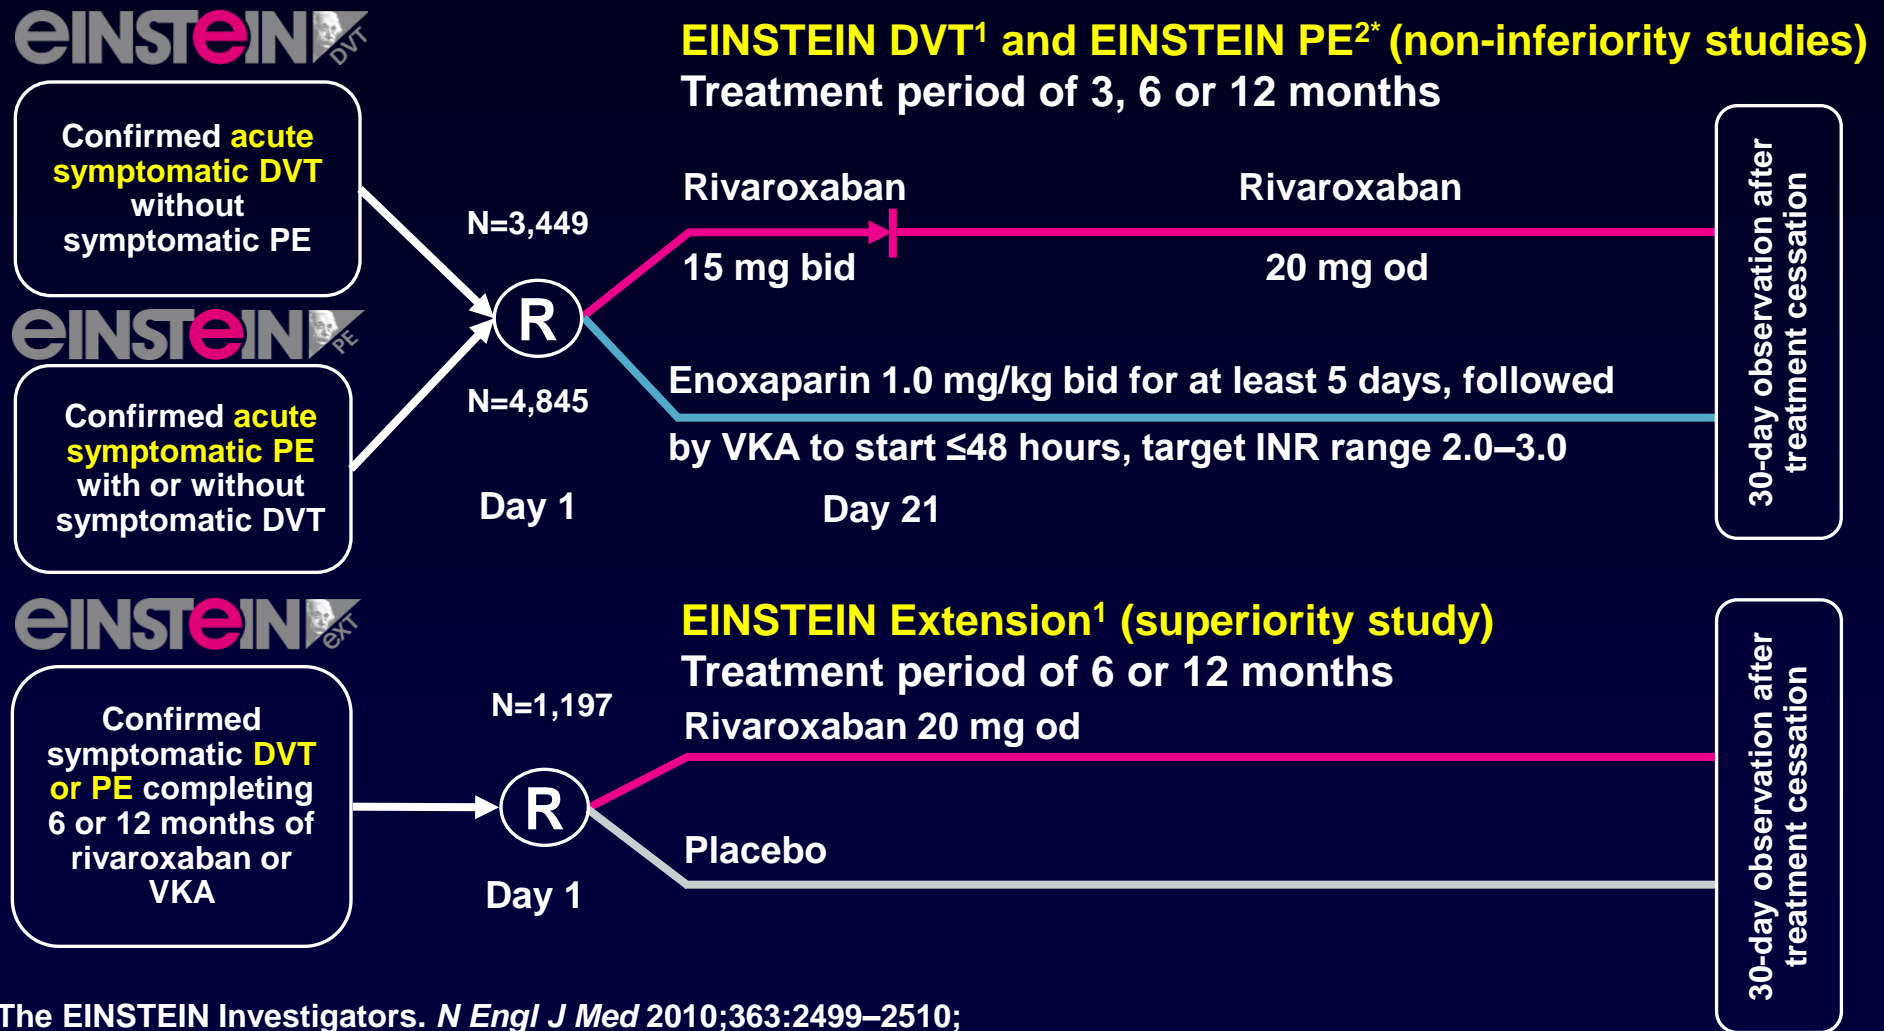 EINSTEIN DVT
EINSTEIN DVT¹ and EINSTEIN PE²* (non-inferiority studies)
Treatment period of 3, 6 or 12 months
Confirmed acute
symptomatic DVT
without
symptomatic PE
N=3,449
Rivaroxaban
15 mg bid
Rivaroxaban
20 mg od
R
EINSTEIN PE
Confirmed acute
symptomatic PE
with or without
symptomatic DVT
N=4,845
Enoxaparin 1.0 mg/kg bid for at least 5 days, followed
by VKA to start ≤48 hours, target INR range 2.0–3.0
Day 1
Day 21
30-day observation after
treatment cessation
EINSTEIN ext
EINSTEIN Extension¹ (superiority study)
Treatment period of 6 or 12 months
Confirmed
symptomatic DVT
or PE completing
6 or 12 months of
rivaroxaban or
VKA
N=1,197
Rivaroxaban 20 mg od
R
Placebo
Day 1
30-day observation after
treatment cessation
The EINSTEIN Investigators. N Engl J Med 2010;363:2499–2510;